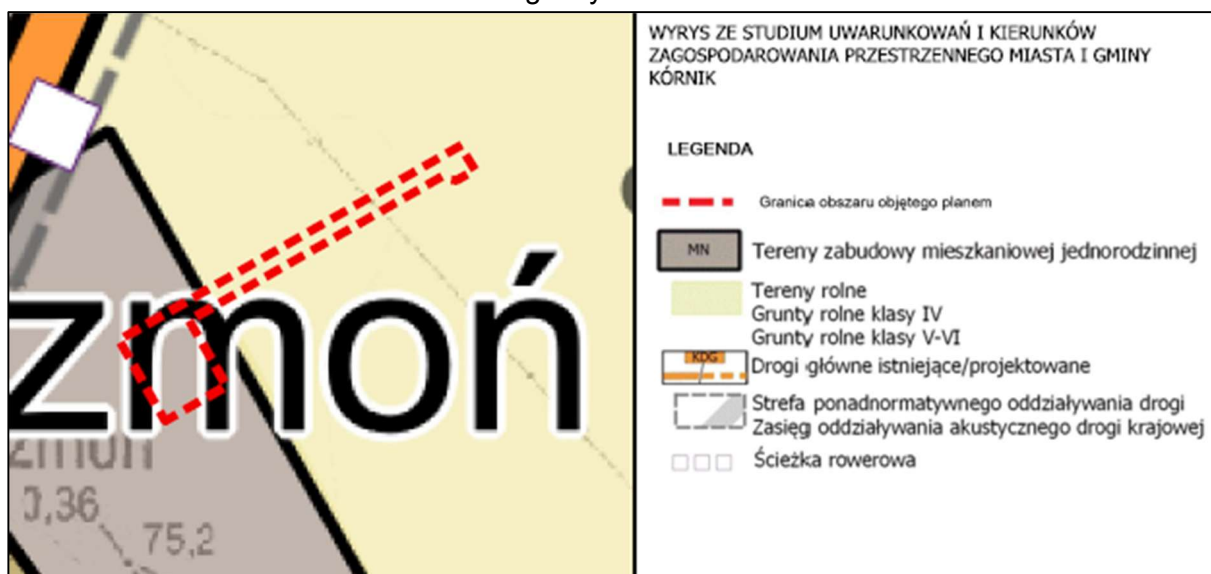 WYRYS ZE STUDIUM UWARUNKOWAŃ I KIERUNKÓW
ZAGOSPODAROWANIA PRZESTRZENNEGO MIASTA I GMINY
KÓRNIK
LEGENDA
Granica obszaru objętego planem
MN
Tereny zabudowy mieszkaniowej jednorodzinnej
Tereny rolne
Grunty rolne klasy IV
Grunty rolne klasy V-VI
KDG
Drogi główne istniejące/projektowane
Strefa ponadnormatywnego oddziaływania drogi
Zasięg oddziaływania akustycznego drogi krajowej
Ścieżka rowerowa
zmoń
75,2